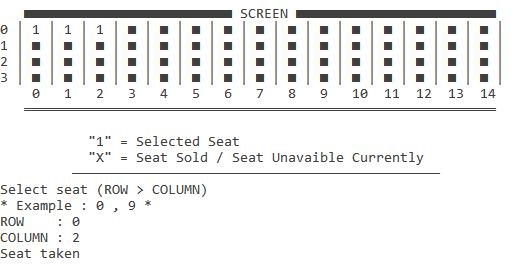 SCREEN
0 | 1 | 1 | 1 | ■ | ■ | ■ | ■ | ■ | ■ | ■ | ■ | ■ | ■ | ■ | ■ |
1 | ■ | ■ | ■ | ■ | ■ | ■ | ■ | ■ | ■ | ■ | ■ | ■ | ■ | ■ | ■ |
2 | ■ | ■ | ■ | ■ | ■ | ■ | ■ | ■ | ■ | ■ | ■ | ■ | ■ | ■ | ■ |
3 | ■ | ■ | ■ | ■ | ■ | ■ | ■ | ■ | ■ | ■ | ■ | ■ | ■ | ■ | ■ |
0 1 2 3 4 5 6 7 8 9 10 11 12 13 14
"1" = Selected Seat
"X" = Seat Sold / Seat Unavaible Currently
Select seat (ROW > COLUMN)
* Example : 0 , 9 *
ROW : 0
COLUMN : 2
Seat taken